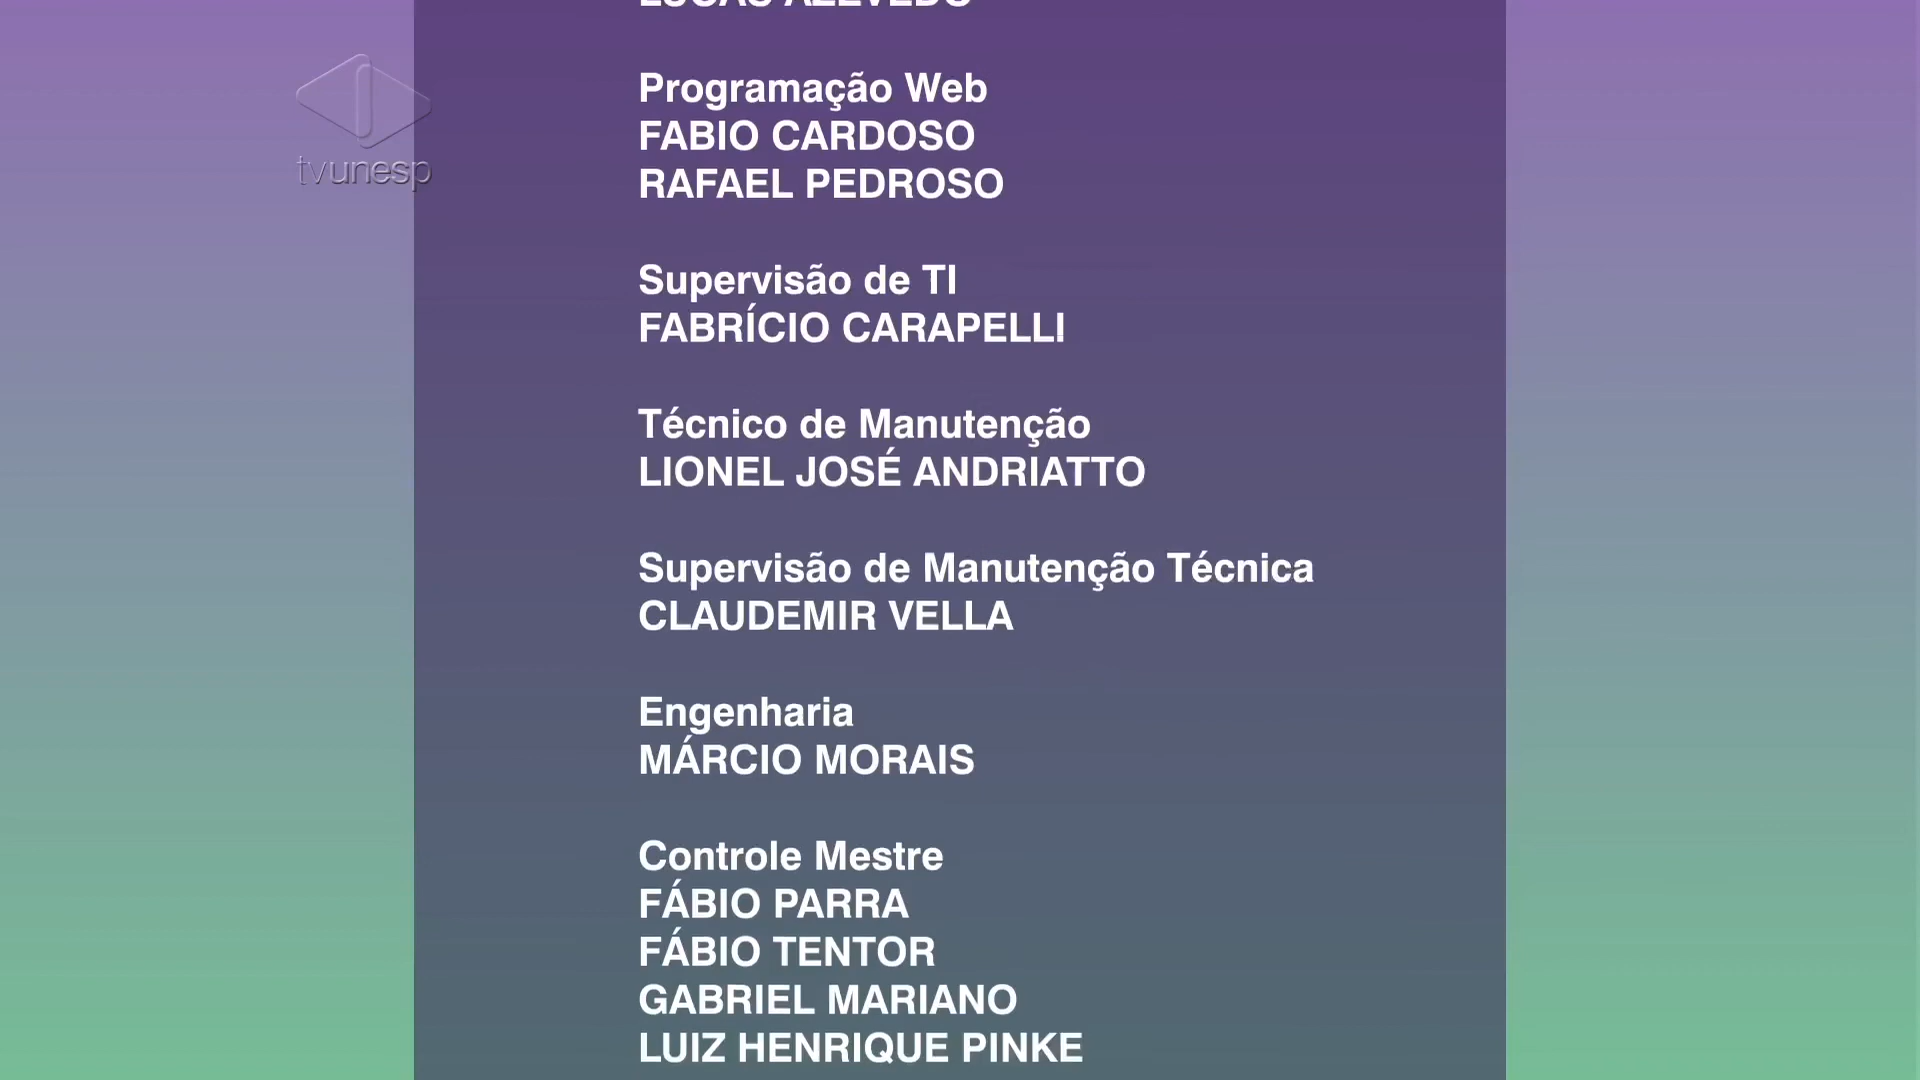 LUCAS AZEVEDO
Programação Web
FABIO CARDOSO
RAFAEL PEDROSO
Supervisão de TI
FABRÍCIO CARAPELLI
Técnico de Manutenção
LIONEL JOSÉ ANDRIATTO
Supervisão de Manutenção Técnica
CLAUDEMIR VELLA
Engenharia
MÁRCIO MORAIS
Controle Mestre
FÁBIO PARRA
FÁBIO TENTOR
GABRIEL MARIANO
LUIZ HENRIQUE PINKE
tvunesp